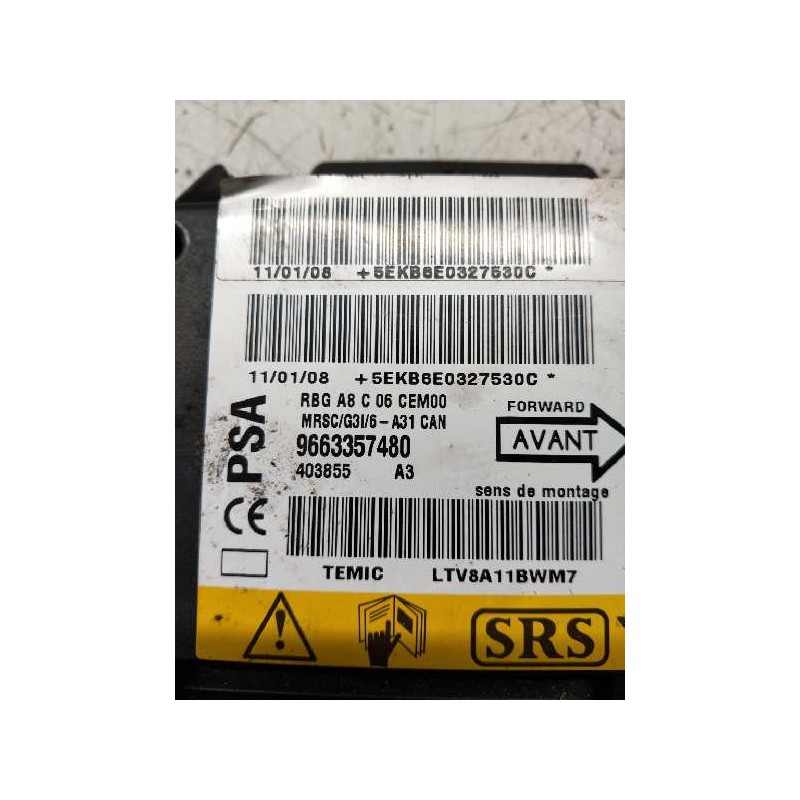 11/01/08 +5EKB6E0327530C*
11/01/08 +5EKB6E0327530C*
PSA
RBG A8 C 06 CEM00
MRSC/G3I/6-A31 CAN
9663357480
403855 A3
FORWARD
AVANT
sens de montage
CE
TEMIC LTV8A11BWM7
SRS